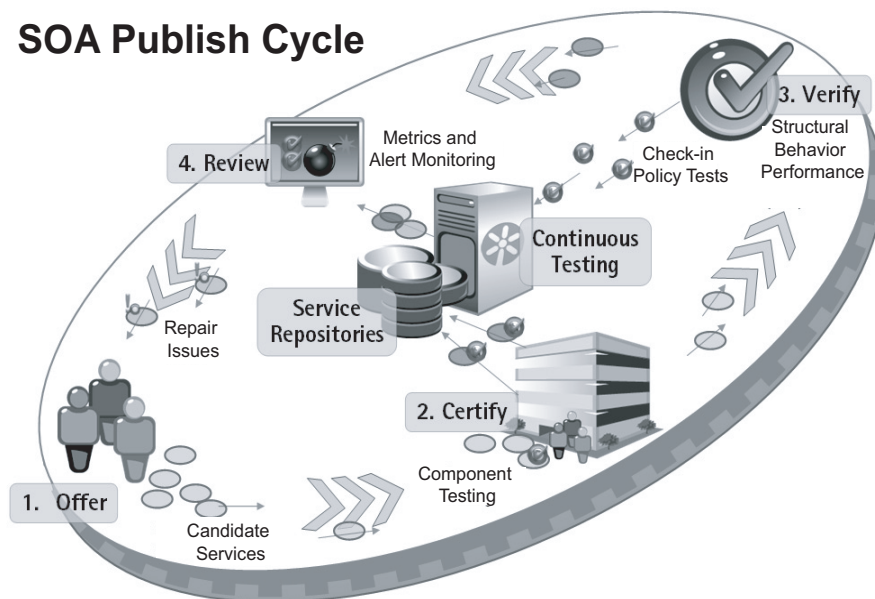 SOA Publish Cycle
3. Verify
Structural
Behavior
Performance
Check-in
Policy Tests
Metrics and
Alert Monitoring
4. Review
Continuous
Testing
Service
Repositories
Repair
Issues
2. Certify
Component
Testing
1. Offer
Candidate
Services